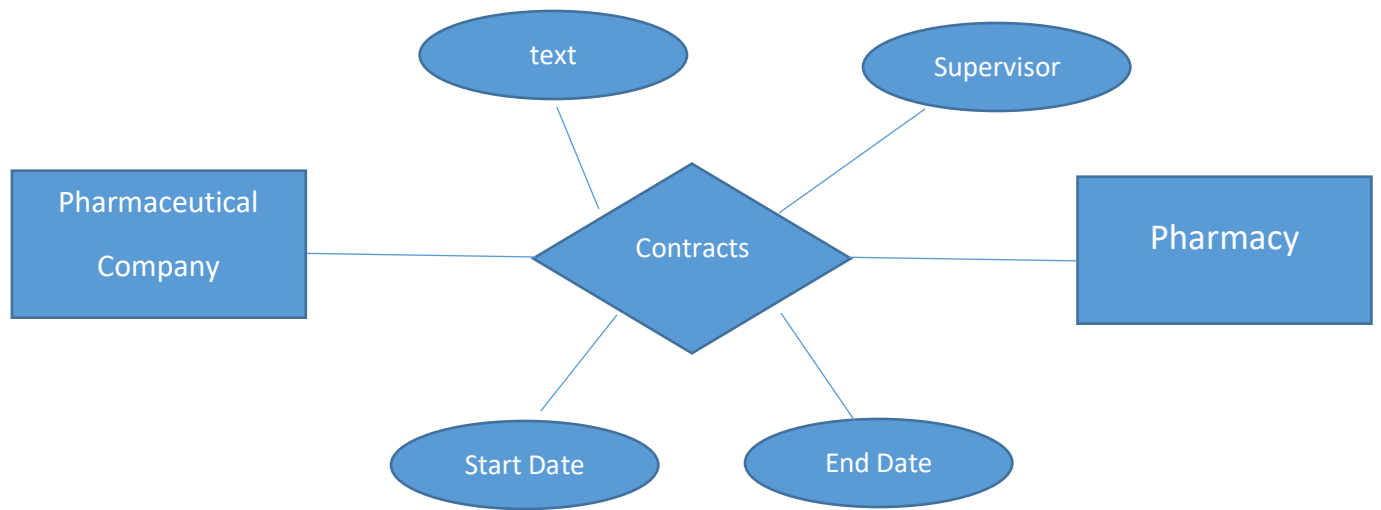 text
Supervisor
Pharmaceutical
Company
Contracts
Pharmacy
Start Date
End Date